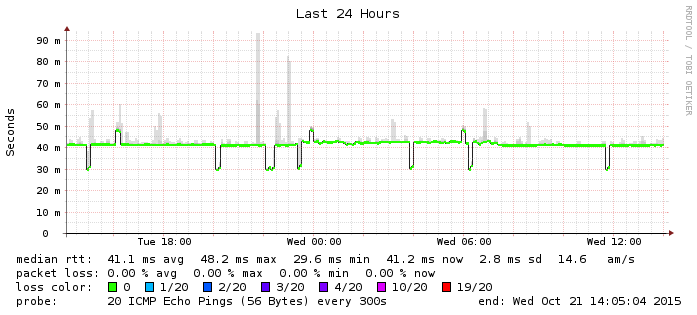 Last 24 Hours
RRDTOOL / TOBI OETIKER
Seconds
90 m
80 m
70 m
60 m
50 m
40 m
30 m
20 m
10 m
0
Tue 18:00 Wed 00:00 Wed 06:00 Wed 12:00
median rtt: 41.1 ms avg 48.2 ms max 29.6 ms min 41.2 ms now 2.8 ms sd 14.6 am/s
packet loss: 0.00 % avg 0.00 % max 0.00 % min 0.00 % now
loss color: 0 1/20 2/20 3/20 4/20 10/20 19/20
probe: 20 ICMP Echo Pings (56 Bytes) every 300s end: Wed Oct 21 14:05:04 2015